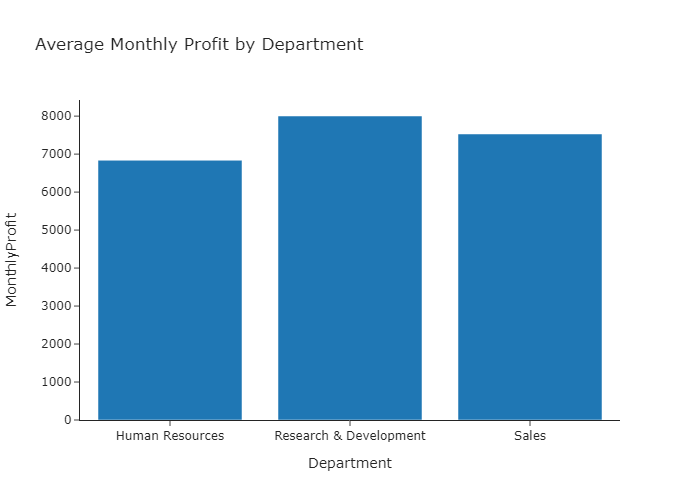 Average Monthly Profit by Department
MonthlyProfit
8000
7000
6000
5000
4000
3000
2000
1000
0
Human Resources
Research & Development
Sales
Department